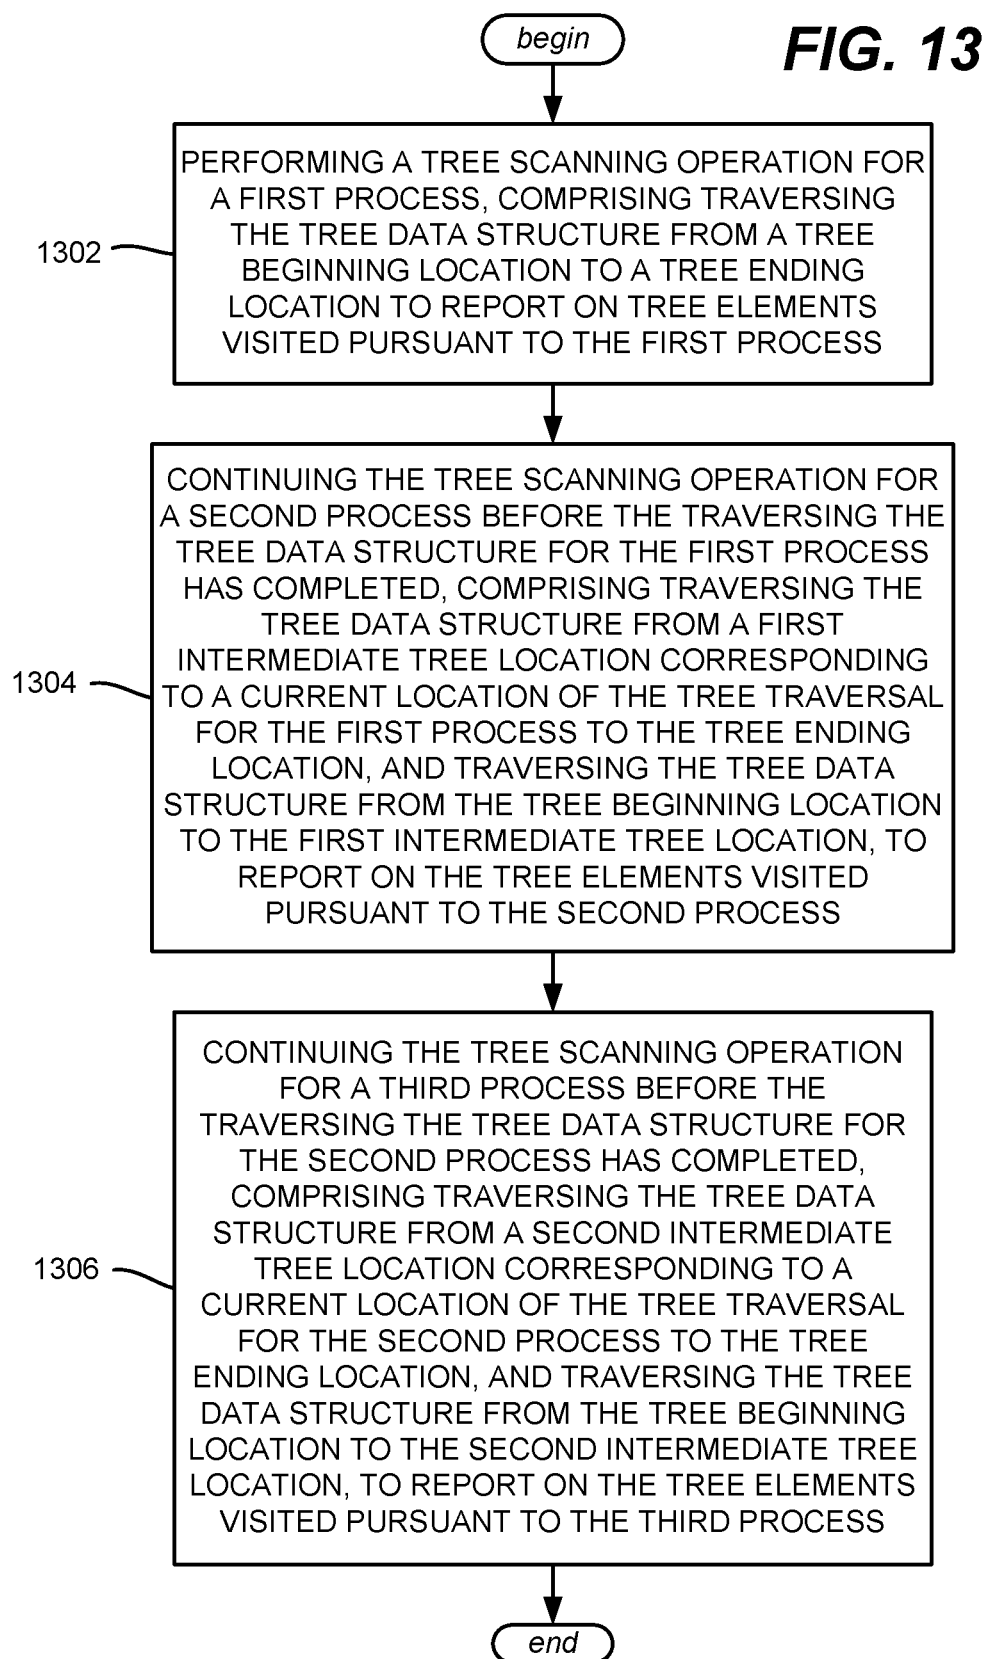 begin
FIG. 13
PERFORMING A TREE SCANNING OPERATION FOR
A FIRST PROCESS, COMPRISING TRAVERSING
THE TREE DATA STRUCTURE FROM A TREE
BEGINNING LOCATION TO A TREE ENDING
LOCATION TO REPORT ON TREE ELEMENTS
VISITED PURSUANT TO THE FIRST PROCESS
1302
CONTINUING THE TREE SCANNING OPERATION FOR
A SECOND PROCESS BEFORE THE TRAVERSING THE
TREE DATA STRUCTURE FOR THE FIRST PROCESS
HAS COMPLETED, COMPRISING TRAVERSING THE
TREE DATA STRUCTURE FROM A FIRST
INTERMEDIATE TREE LOCATION CORRESPONDING
TO A CURRENT LOCATION OF THE TREE TRAVERSAL
FOR THE FIRST PROCESS TO THE TREE ENDING
LOCATION, AND TRAVERSING THE TREE DATA
STRUCTURE FROM THE TREE BEGINNING LOCATION
TO THE FIRST INTERMEDIATE TREE LOCATION, TO
REPORT ON THE TREE ELEMENTS VISITED
PURSUANT TO THE SECOND PROCESS
1304
CONTINUING THE TREE SCANNING OPERATION
FOR A THIRD PROCESS BEFORE THE
TRAVERSING THE TREE DATA STRUCTURE FOR
THE SECOND PROCESS HAS COMPLETED,
COMPRISING TRAVERSING THE TREE DATA
STRUCTURE FROM A SECOND INTERMEDIATE
TREE LOCATION CORRESPONDING TO A
CURRENT LOCATION OF THE TREE TRAVERSAL
FOR THE SECOND PROCESS TO THE TREE
ENDING LOCATION, AND TRAVERSING THE TREE
DATA STRUCTURE FROM THE TREE BEGINNING
LOCATION TO THE SECOND INTERMEDIATE TREE
LOCATION, TO REPORT ON THE TREE ELEMENTS
VISITED PURSUANT TO THE THIRD PROCESS
1306
end